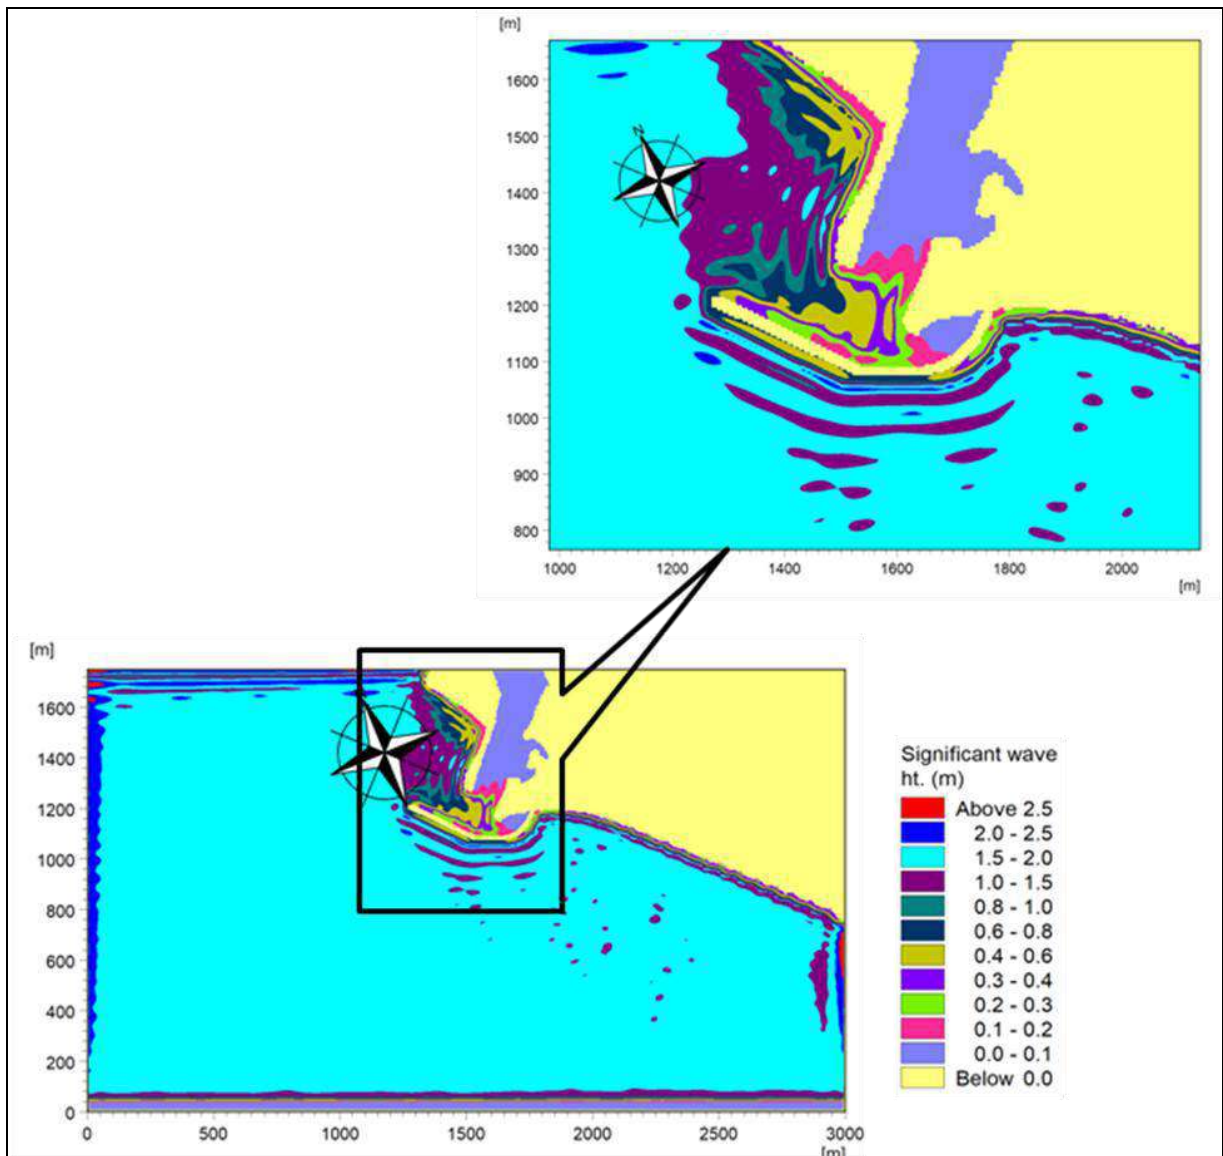 [m]
1600
1500
1400
1300
1200
1100
1000
900
800
N
1000 1200 1400 1600 1800 2000
[m]
[m]
1600
1400
1200
1000
800
600
400
200
0
0 500 1000 1500 2000 2500 3000
[m]
Significant wave
ht. (m)
Above 2.5
2.0 - 2.5
1.5 - 2.0
1.0 - 1.5
0.8 - 1.0
0.6 - 0.8
0.4 - 0.6
0.3 - 0.4
0.2 - 0.3
0.1 - 0.2
0.0 - 0.1
Below 0.0